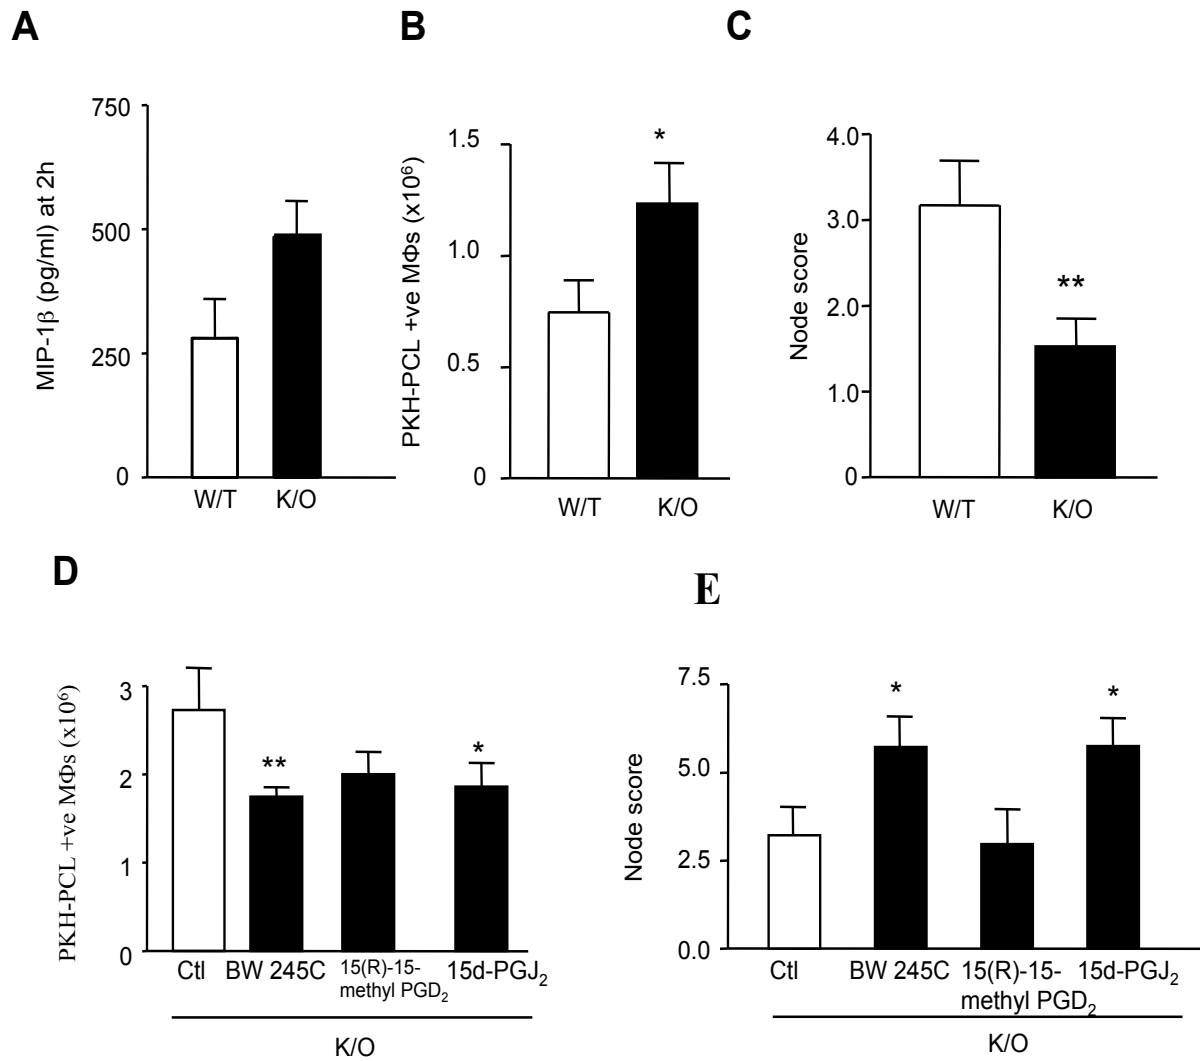 A
MIP-1β (pg/ml) at 2h
750
500
250
0
W/T K/O
B
PKH-PCL +ve MΦs (x10⁶)
1.5
1.0
0.5
0
*
W/T K/O
C
Node score
4.0
3.0
2.0
1.0
0
**
W/T K/O
D
PKH-PCL +ve MΦs (x10⁶)
3
2
1
0
** *
Ctl BW 245C 15(R)-15- 15d-PGJ₂
methyl PGD₂
K/O
E
Node score
7.5
5.0
2.5
0.0
* *
Ctl BW 245C 15(R)-15- 15d-PGJ₂
methyl PGD₂
K/O